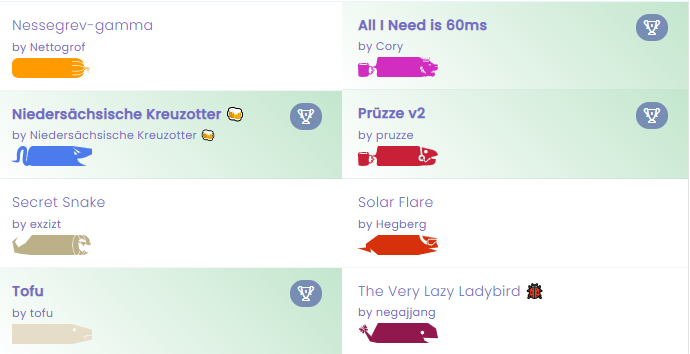 Nessegrev-gamma
by Nettogrof
All I Need is 60ms
by Cory
Niedersächsische Kreuzotter 🍻
by Niedersächsische Kreuzotter 🍻
Prüzze v2
by pruzze
Secret Snake
by exzizt
Solar Flare
by Hegberg
Tofu
by tofu
The Very Lazy Ladybird 🐞
by negajjang